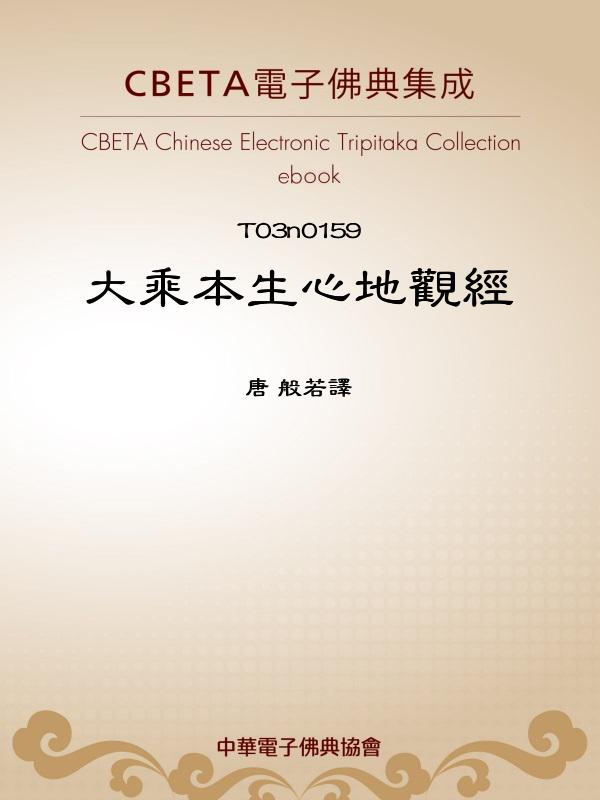 CBETA電子佛典集成
CBETA Chinese Electronic Tripitaka Collection
ebook
T03n0159
大乘本生心地觀經
唐 般若譯
中華電子佛典協會